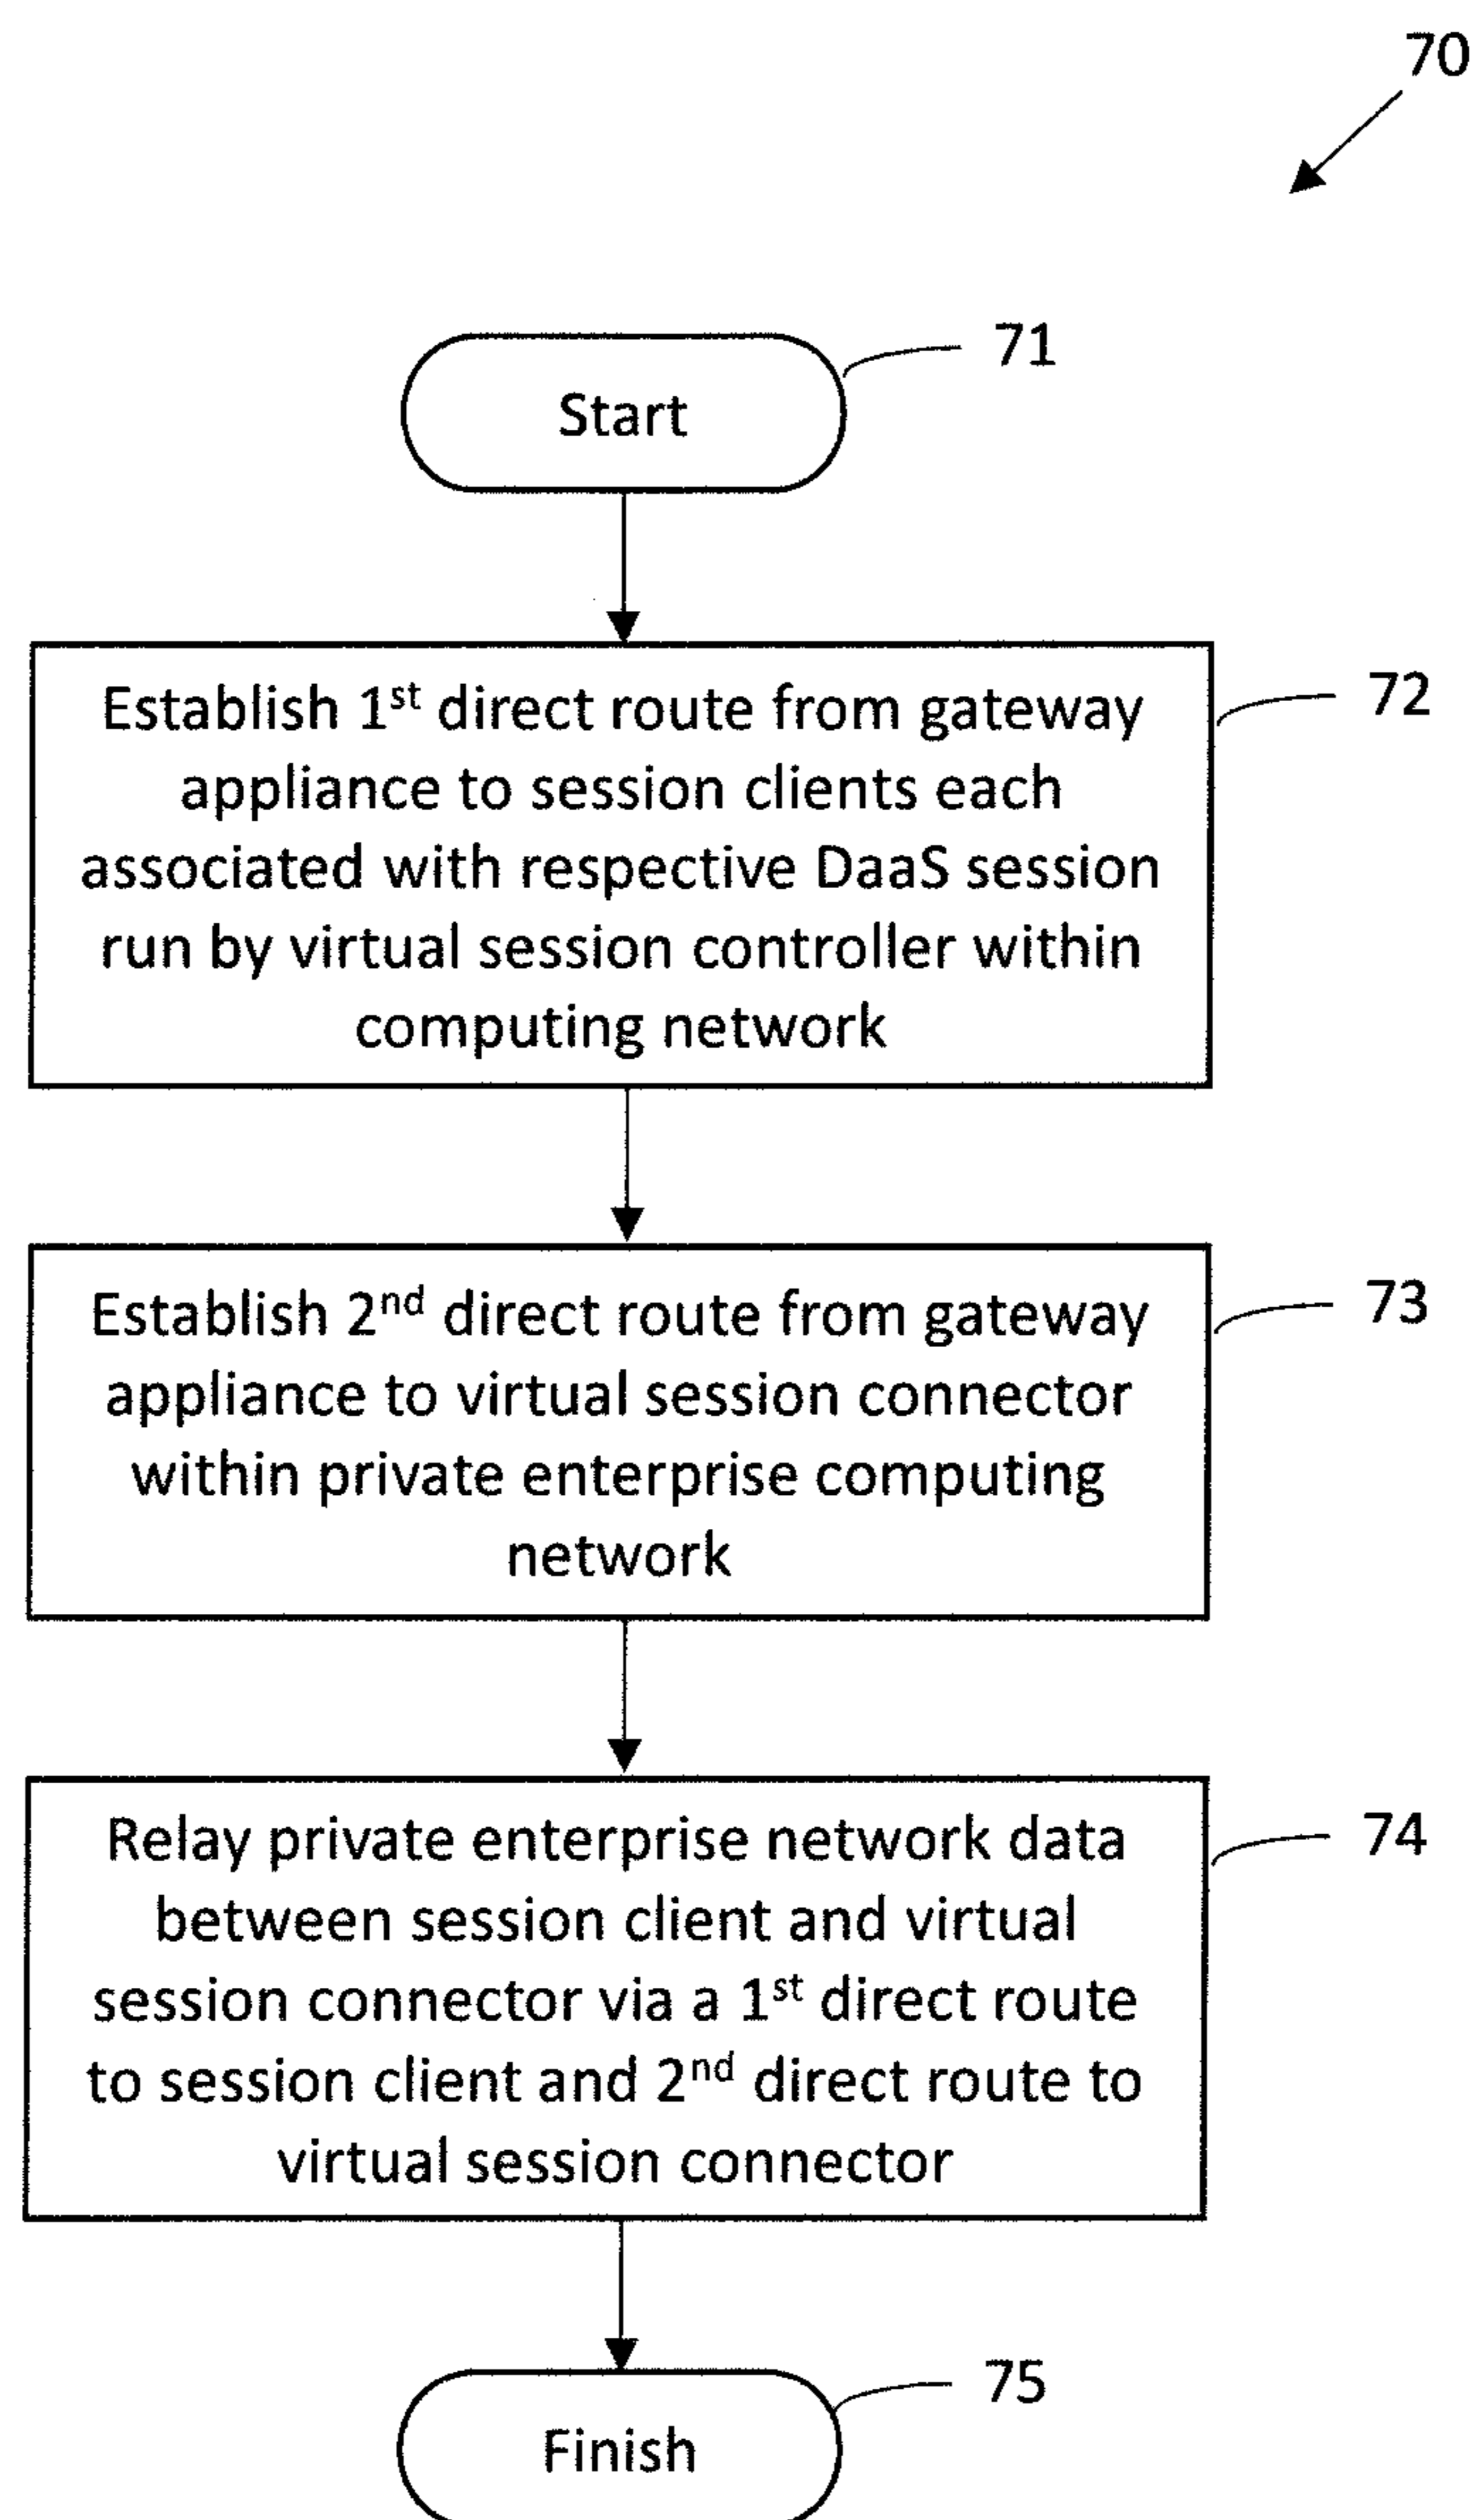 70
Start
71
Establish 1st direct route from gateway
appliance to session clients each
associated with respective DaaS session
run by virtual session controller within
computing network
72
Establish 2nd direct route from gateway
appliance to virtual session connector
within private enterprise computing
network
73
Relay private enterprise network data
between session client and virtual
session connector via a 1st direct route
to session client and 2nd direct route to
virtual session connector
74
Finish
75